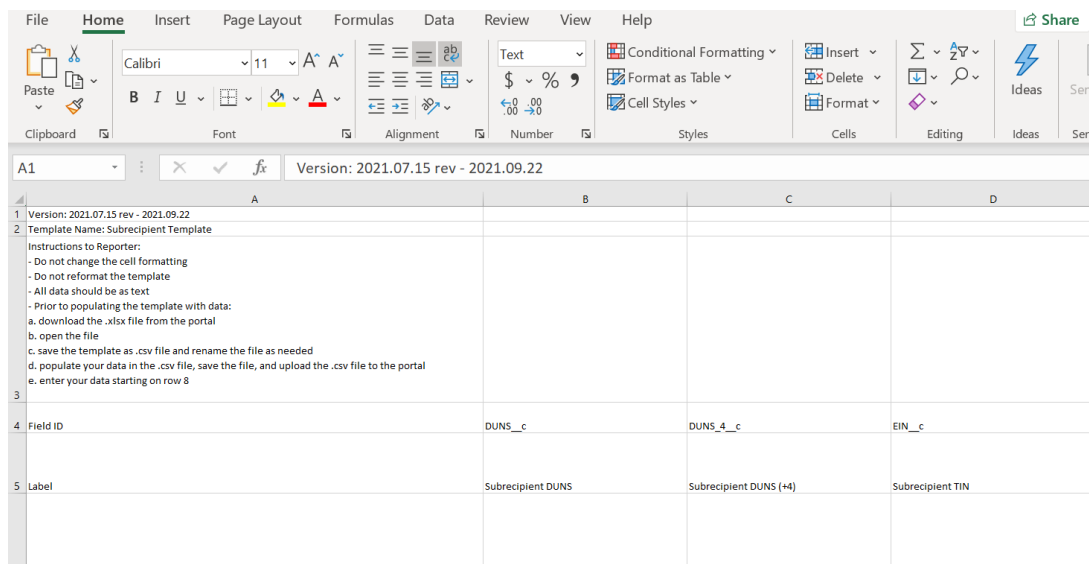 File Home Insert Page Layout Formulas Data Review View Help Share
Calibri 11 Text Conditional Formatting Insert
Paste $ % Format as Table Delete Ideas
B I U A Cell Styles Format
Clipboard Font Alignment Number Styles Cells Editing Ideas
A1 fx Version: 2021.07.15 rev - 2021.09.22
A B C D
1 Version: 2021.07.15 rev - 2021.09.22
2 Template Name: Subrecipient Template
Instructions to Reporter:
- Do not change the cell formatting
- Do not reformat the template
- All data should be as text
- Prior to populating the template with data:
a. download the .xlsx file from the portal
b. open the file
c. save the template as .csv file and rename the file as needed
d. populate your data in the .csv file, save the file, and upload the .csv file to the portal
e. enter your data starting on row 8
3
4 Field ID DUNS__c DUNS_4__c EIN__c
5 Label Subrecipient DUNS Subrecipient DUNS (+4) Subrecipient TIN